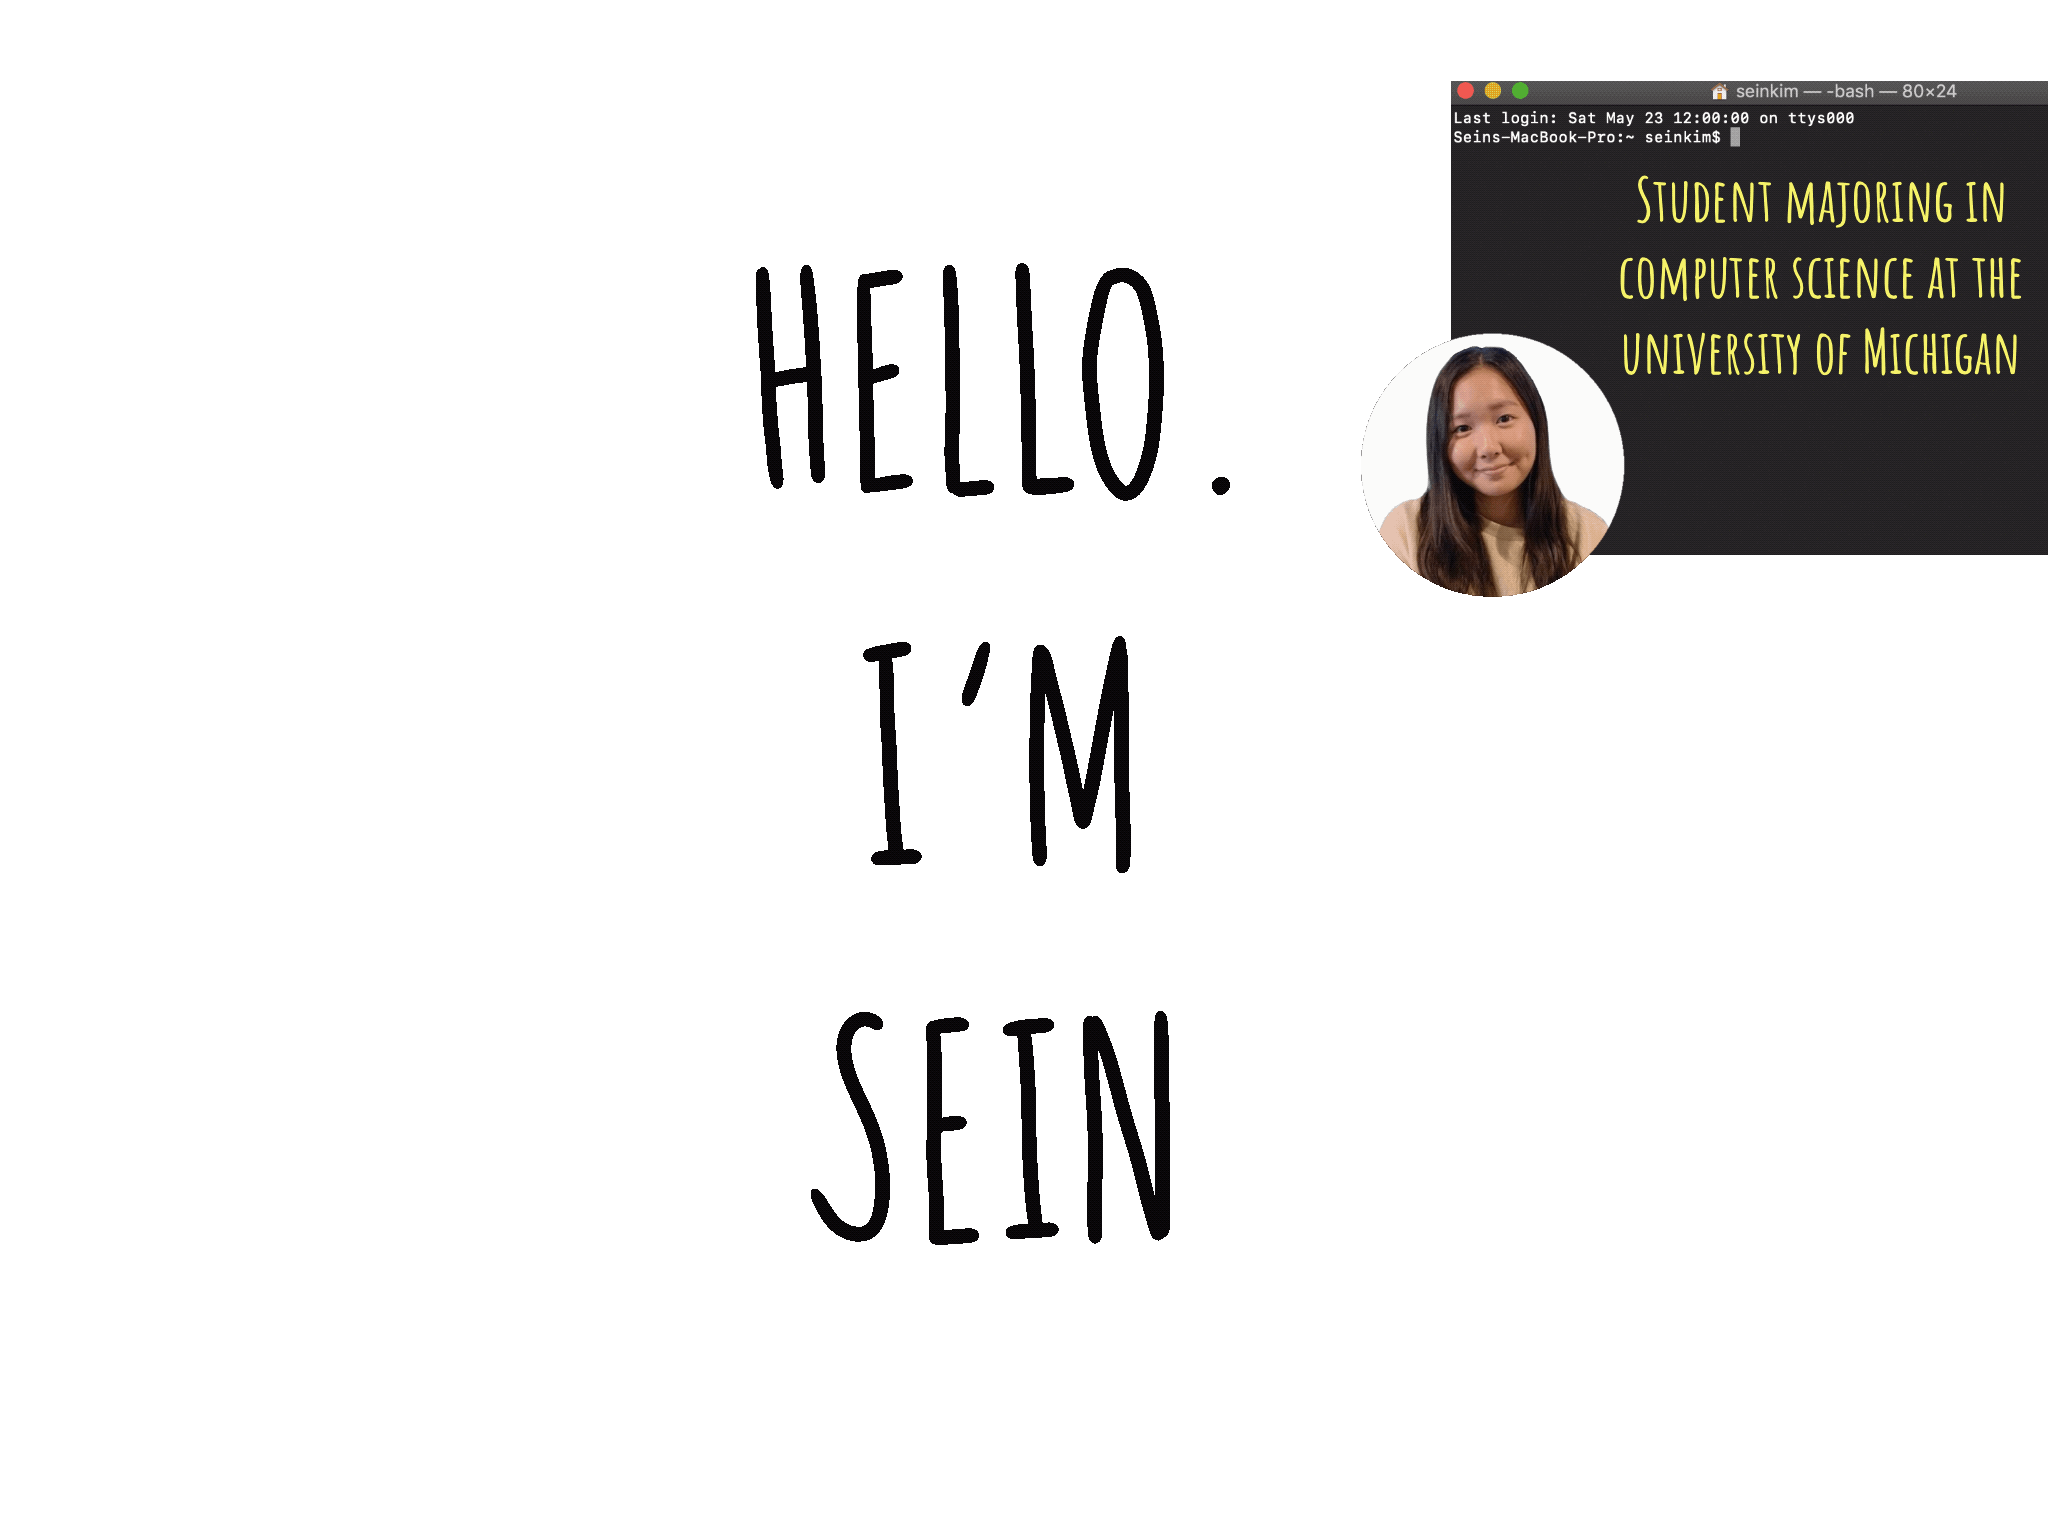 HELLO.
I'M
SEIN
seinkim — -bash — 80×24
Last login: Sat May 23 12:00:00 on ttys000
Seins-MacBook-Pro:~ seinkim$
STUDENT MAJORING IN
COMPUTER SCIENCE AT THE
UNIVERSITY OF MICHIGAN